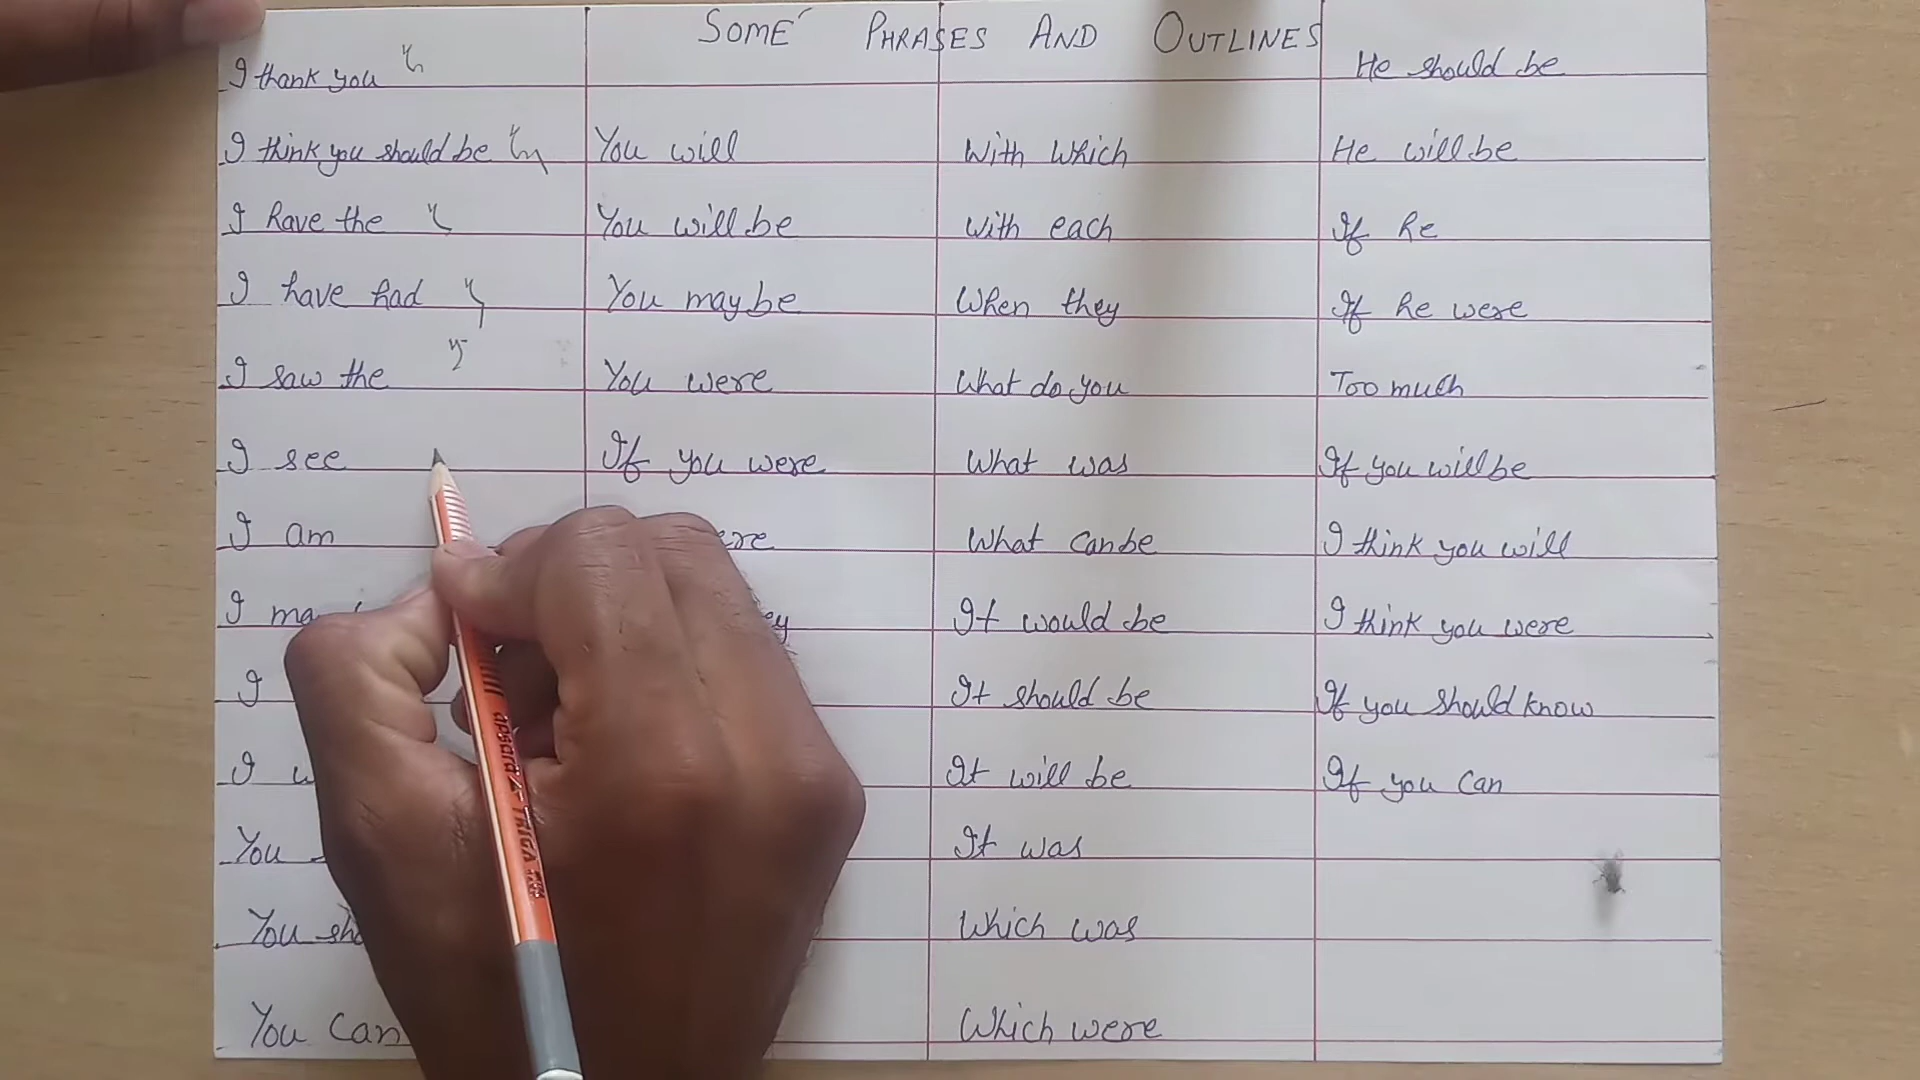 SOME PHRASES AND OUTLINES
I thank you
I think you should be
I have the
I have had
I saw the
I see
I am
I
I
You
You
You can
You will
You will be
You may be
You were
If you were
With which
With each
When they
What do you
What was
What can be
It would be
It should be
It will be
It was
Which was
Which were
He should be
He will be
If he
If he were
Too much
If you will be
I think you will
I think you were
If you should know
If you can
apsara TRIGA